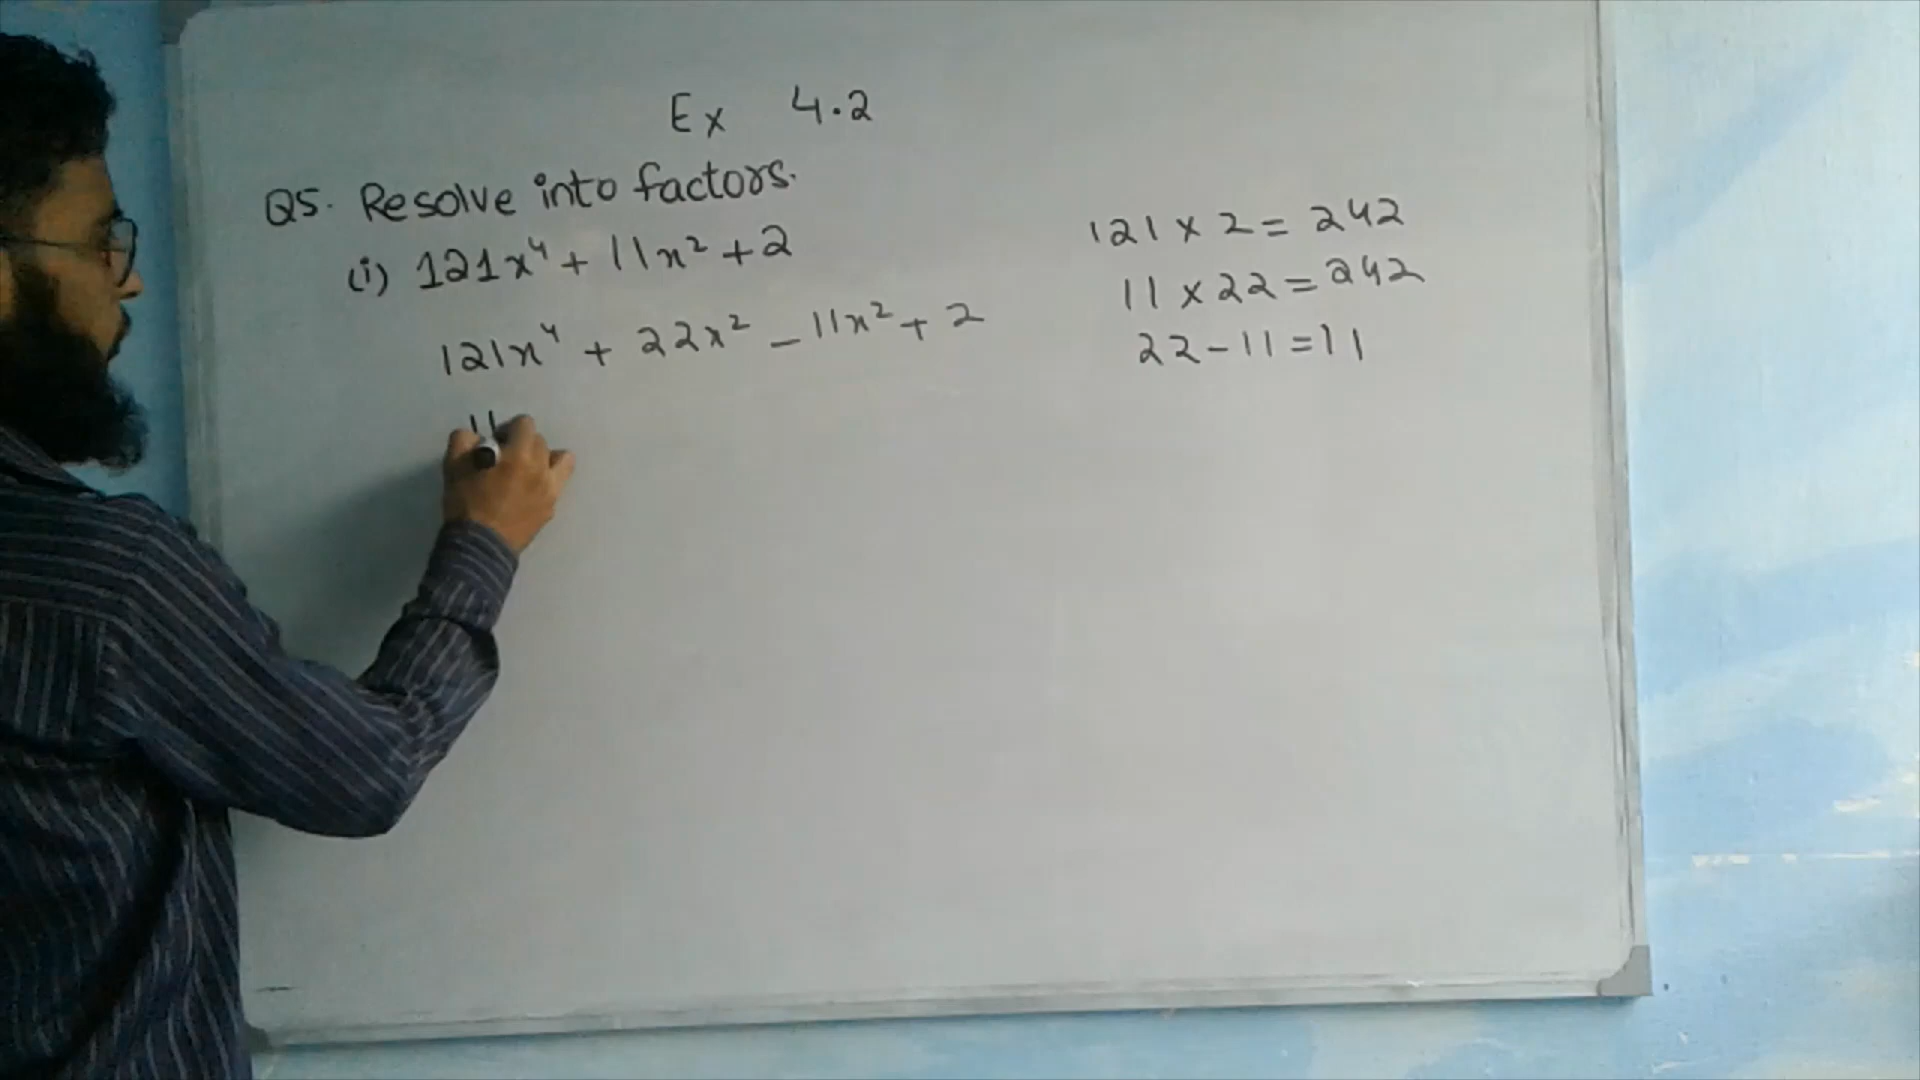 Ex 4.2
Q5. Resolve into factors.
(i) 121x⁴ + 11x² + 2
121x⁴ + 22x² - 11x² + 2
11
121 x 2 = 242
11 x 22 = 242
22 - 11 = 11